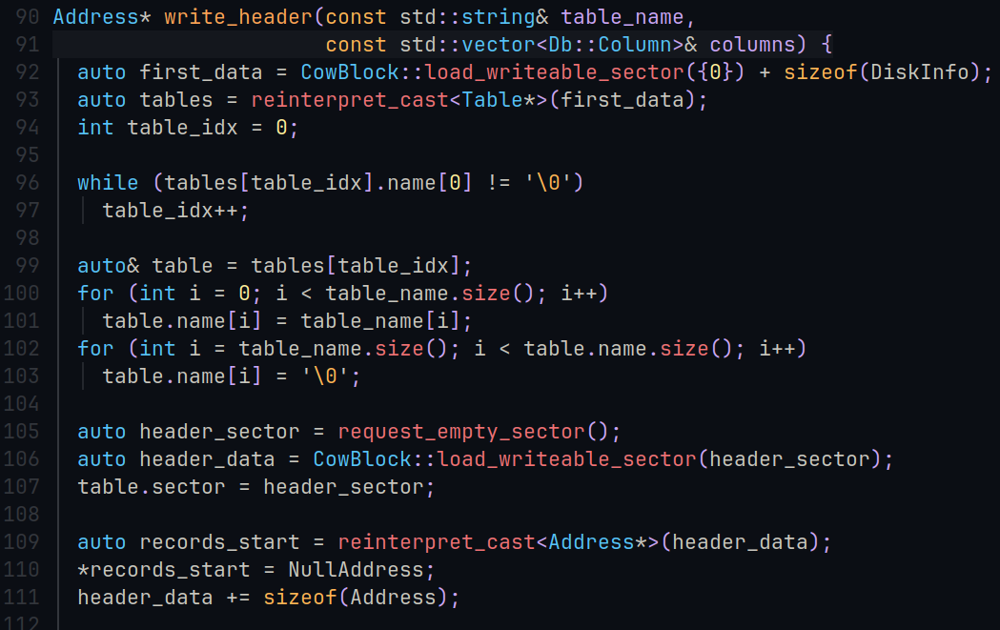 90 Address* write_header(const std::string& table_name,
91                       const std::vector<Db::Column>& columns) {
92   auto first_data = CowBlock::load_writeable_sector({0}) + sizeof(DiskInfo);
93   auto tables = reinterpret_cast<Table*>(first_data);
94   int table_idx = 0;
95
96   while (tables[table_idx].name[0] != '\0')
97     table_idx++;
98
99   auto& table = tables[table_idx];
100   for (int i = 0; i < table_name.size(); i++)
101     table.name[i] = table_name[i];
102   for (int i = table_name.size(); i < table.name.size(); i++)
103     table.name[i] = '\0';
104
105   auto header_sector = request_empty_sector();
106   auto header_data = CowBlock::load_writeable_sector(header_sector);
107   table.sector = header_sector;
108
109   auto records_start = reinterpret_cast<Address*>(header_data);
110   *records_start = NullAddress;
111   header_data += sizeof(Address);
112